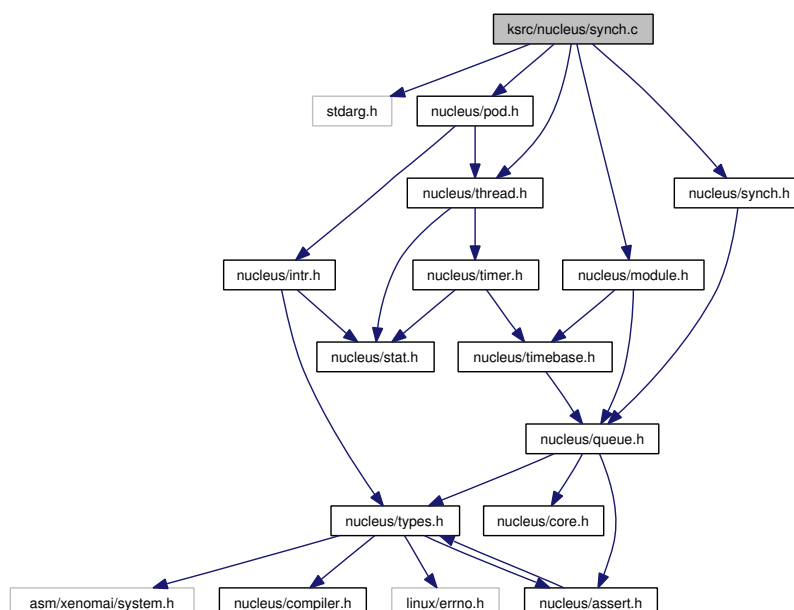 ksrc/nucleus/synch.c
stdarg.h
nucleus/pod.h
nucleus/thread.h
nucleus/synch.h
nucleus/intr.h
nucleus/timer.h
nucleus/module.h
nucleus/stat.h
nucleus/timebase.h
nucleus/queue.h
nucleus/types.h
nucleus/core.h
asm/xenomai/system.h
nucleus/compiler.h
linux/errno.h
nucleus/assert.h